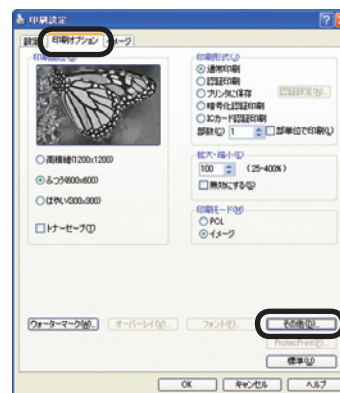 印刷設定
設定
印刷オプション
イメージ
高精細(1200x1200)
ふつう(600x600)
はやい(300x300)
トナーセーブ(T)
印刷形式(J)
通常印刷
認証印刷
プリンタに保存
認証設定(N)...
暗号化認証印刷
ICカード認証印刷
部数(C) 1
部単位で印刷(L)
拡大・縮小(E)
100
(25-400%)
無効にする(S)
印刷モード(M)
PCL
イメージ
ウォーターマーク(W)...
オーバーレイ(V)...
フォント(F)...
その他(D)...
ProtecPrint(P)...
標準(U)
OK
キャンセル
ヘルプ